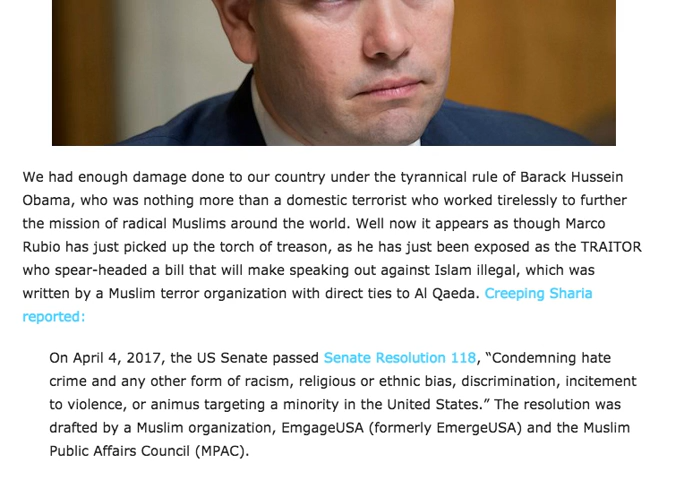 We had enough damage done to our country under the tyrannical rule of Barack Hussein
Obama, who was nothing more than a domestic terrorist who worked tirelessly to further
the mission of radical Muslims around the world. Well now it appears as though Marco
Rubio has just picked up the torch of treason, as he has just been exposed as the TRAITOR
who spear-headed a bill that will make speaking out against Islam illegal, which was
written by a Muslim terror organization with direct ties to Al Qaeda. Creeping Sharia
reported:
On April 4, 2017, the US Senate passed Senate Resolution 118, “Condemning hate
crime and any other form of racism, religious or ethnic bias, discrimination, incitement
to violence, or animus targeting a minority in the United States.” The resolution was
drafted by a Muslim organization, EmgageUSA (formerly EmergeUSA) and the Muslim
Public Affairs Council (MPAC).